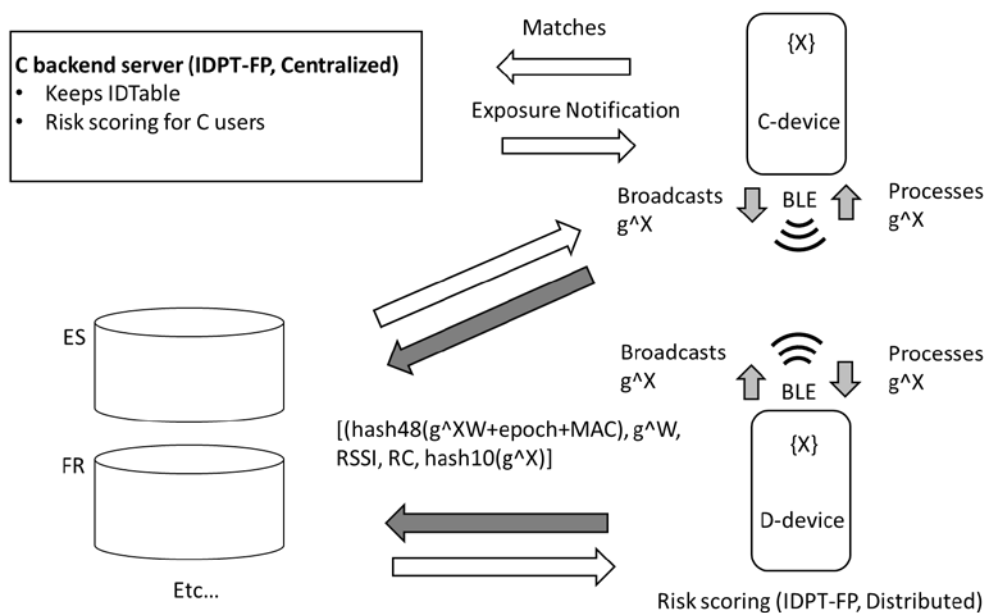 C backend server (IDPT-FP, Centralized)
• Keeps IDTable
• Risk scoring for C users
Matches
Exposure Notification
{X}
C-device
Broadcasts
g^X
BLE
Processes
g^X
ES
FR
Etc...
[(hash48(g^XW+epoch+MAC), g^W,
RSSI, RC, hash10(g^X)]
Broadcasts
g^X
BLE
Processes
g^X
{X}
D-device
Risk scoring (IDPT-FP, Distributed)